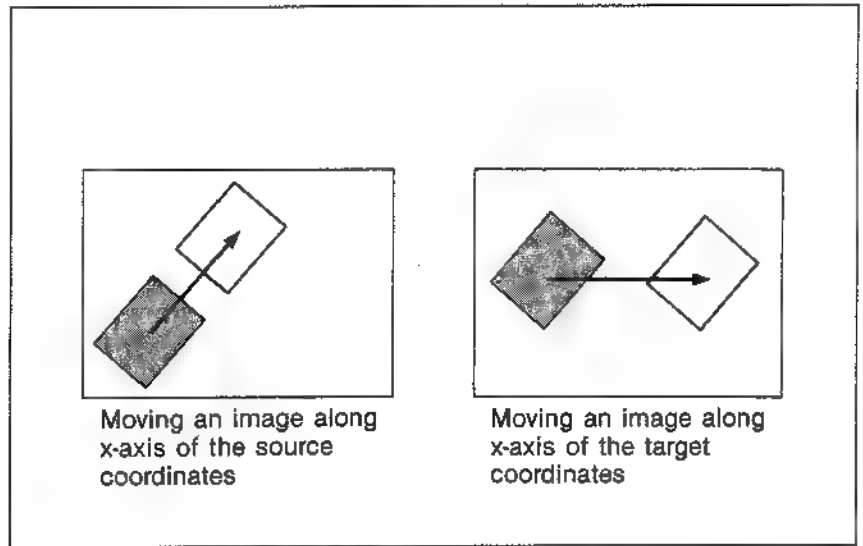 Moving an image along
x-axis of the source
coordinates
Moving an image along
x-axis of the target
coordinates